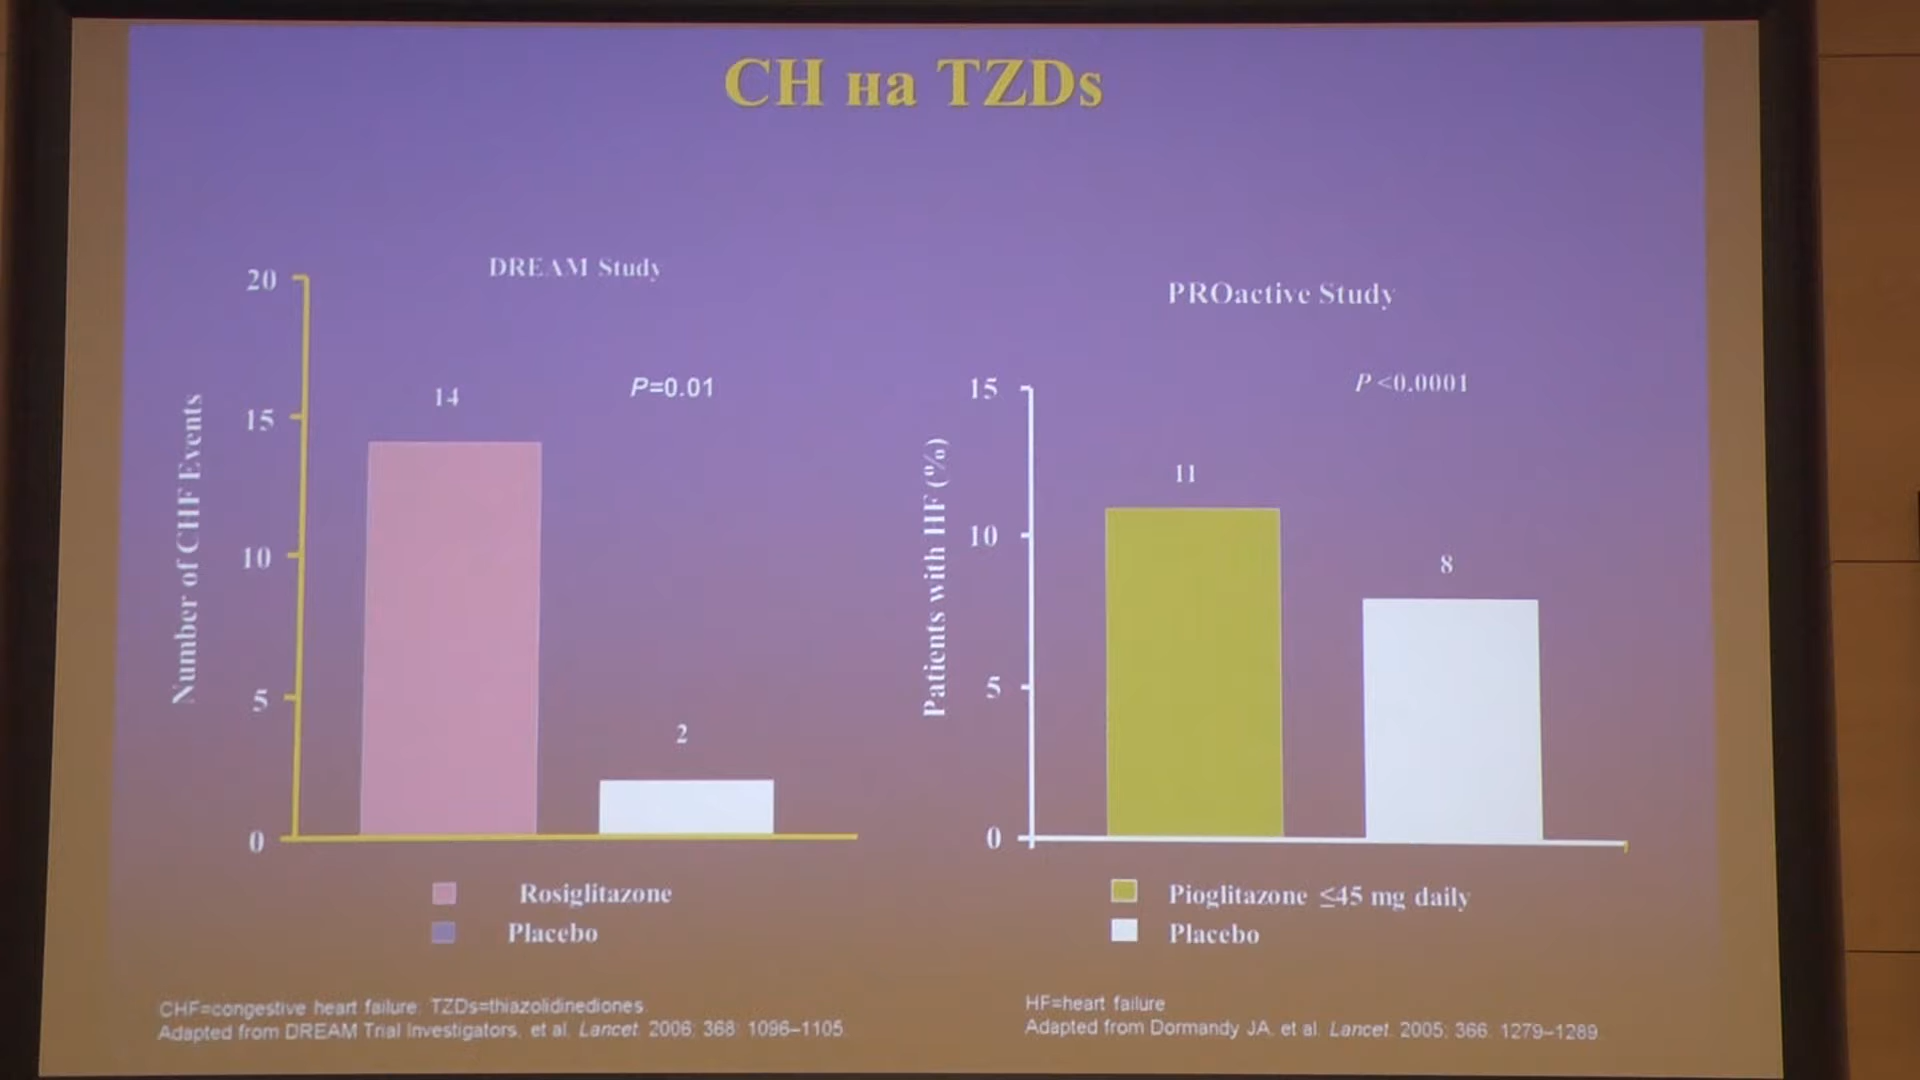 СН на TZDs
DREAM Study
Number of CHF Events
20
15
10
5
0
14
P=0.01
2
Rosiglitazone
Placebo
CHF=congestive heart failure; TZDs=thiazolidinediones.
Adapted from DREAM Trial Investigators, et al. Lancet. 2006; 368: 1096–1105.
PROactive Study
Patients with HF (%)
15
10
5
0
P <0.0001
11
8
Pioglitazone ≤45 mg daily
Placebo
HF=heart failure
Adapted from Dormandy JA, et al. Lancet. 2005; 366: 1279–1289.